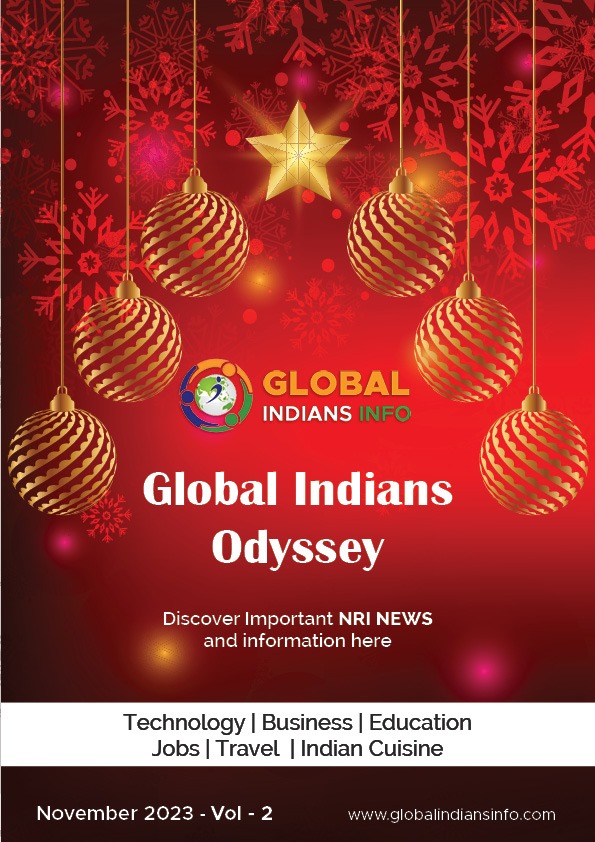 GLOBAL
INDIANS INFO
Global Indians
Odyssey
Discover Important NRI NEWS
and information here
Technology | Business | Education
Jobs | Travel | Indian Cuisine
November 2023 - Vol - 2
www.globalindiansinfo.com